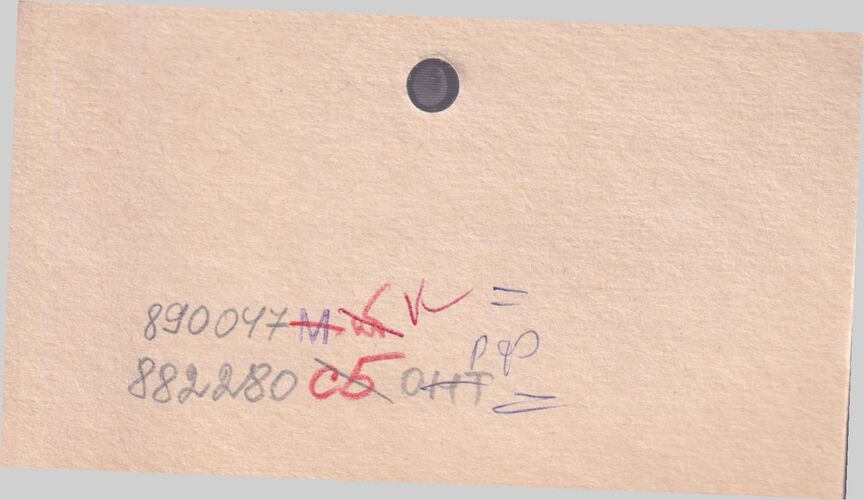 890047 М К =
рф
882280 сб ОНТ =